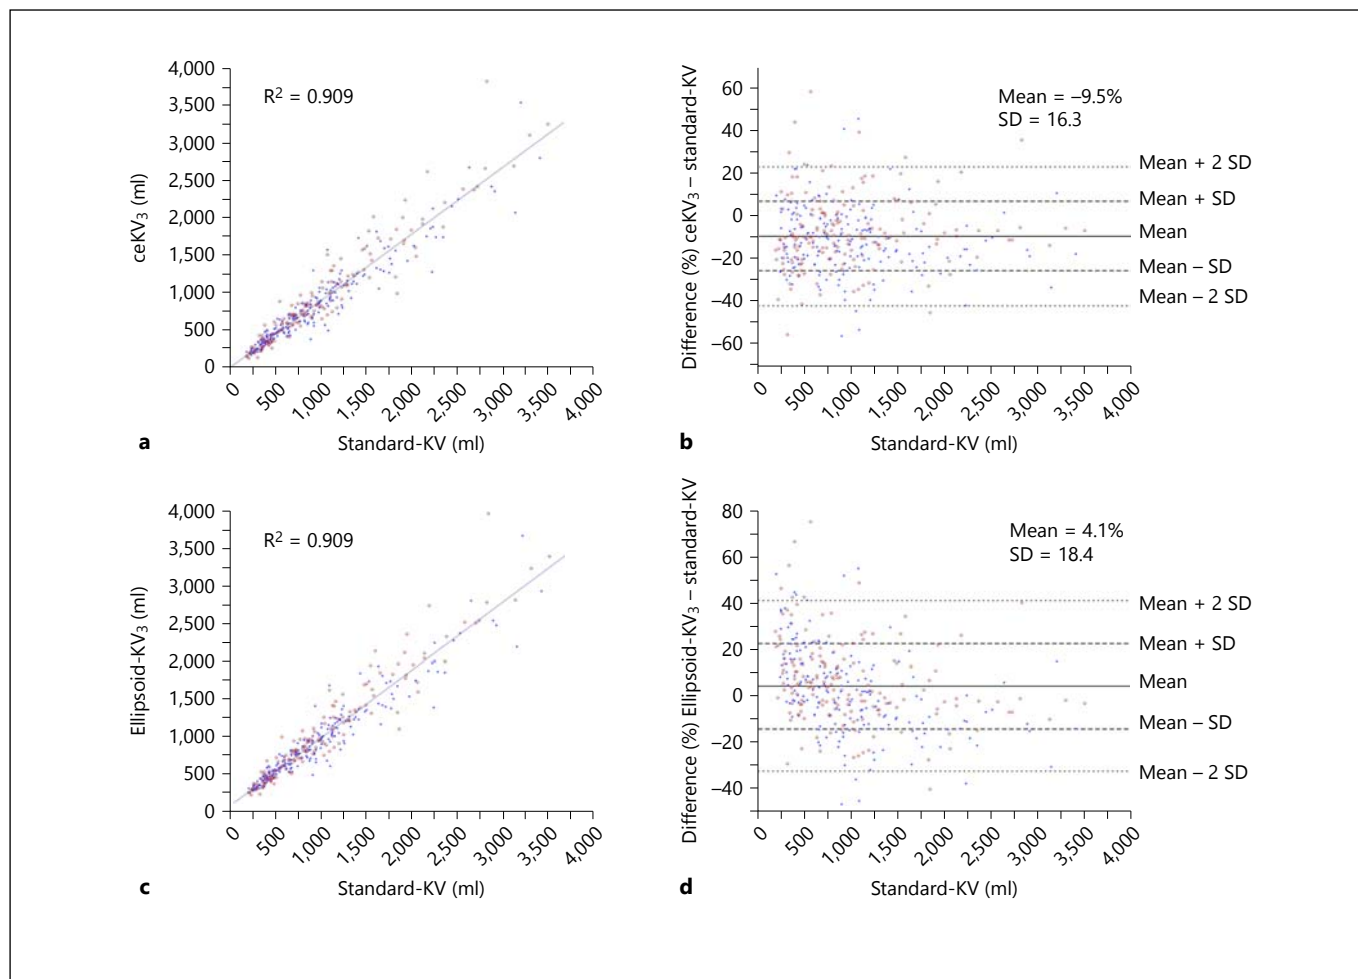 4,000
3,500
3,000
2,500
2,000
1,500
1,000
500
0
ceKV3 (ml)
R2 = 0.909
0
500
1,000
1,500
2,000
2,500
3,000
3,500
4,000
a
Standard-KV (ml)
60
40
20
0
–20
–40
–60
Difference (%) ceKV3 – standard-KV
Mean = –9.5%
SD = 16.3
Mean + 2 SD
Mean + SD
Mean
Mean – SD
Mean – 2 SD
0
500
1,000
1,500
2,000
2,500
3,000
3,500
4,000
b
Standard-KV (ml)
4,000
3,500
3,000
2,500
2,000
1,500
1,000
500
0
Ellipsoid-KV3 (ml)
R2 = 0.909
0
500
1,000
1,500
2,000
2,500
3,000
3,500
4,000
c
Standard-KV (ml)
80
60
40
20
0
–20
–40
Difference (%) Ellipsoid-KV3 – standard-KV
Mean = 4.1%
SD = 18.4
Mean + 2 SD
Mean + SD
Mean
Mean – SD
Mean – 2 SD
0
500
1,000
1,500
2,000
2,500
3,000
3,500
4,000
d
Standard-KV (ml)